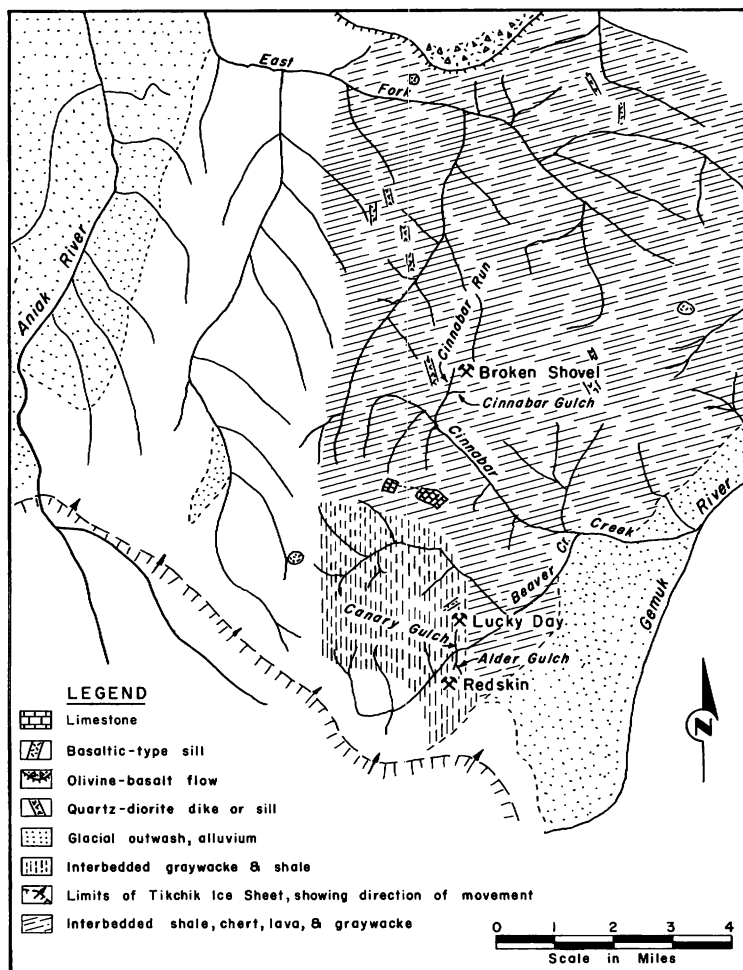 East
Fork
Aniak River
Cinnabar Run
Broken Shovel
Cinnabar Gulch
Cinnabar
Creek
River
Beaver Cr.
Gemuk
Canary Gulch
Lucky Day
Alder Gulch
Redskin
LEGEND
Limestone
Basaltic-type sill
Olivine-basalt flow
Quartz-diorite dike or sill
Glacial outwash, alluvium
Interbedded graywacke & shale
Limits of Tikchik Ice Sheet, showing direction of movement
Interbedded shale, chert, lava, & graywacke
N
0 1 2 3 4
Scale in Miles